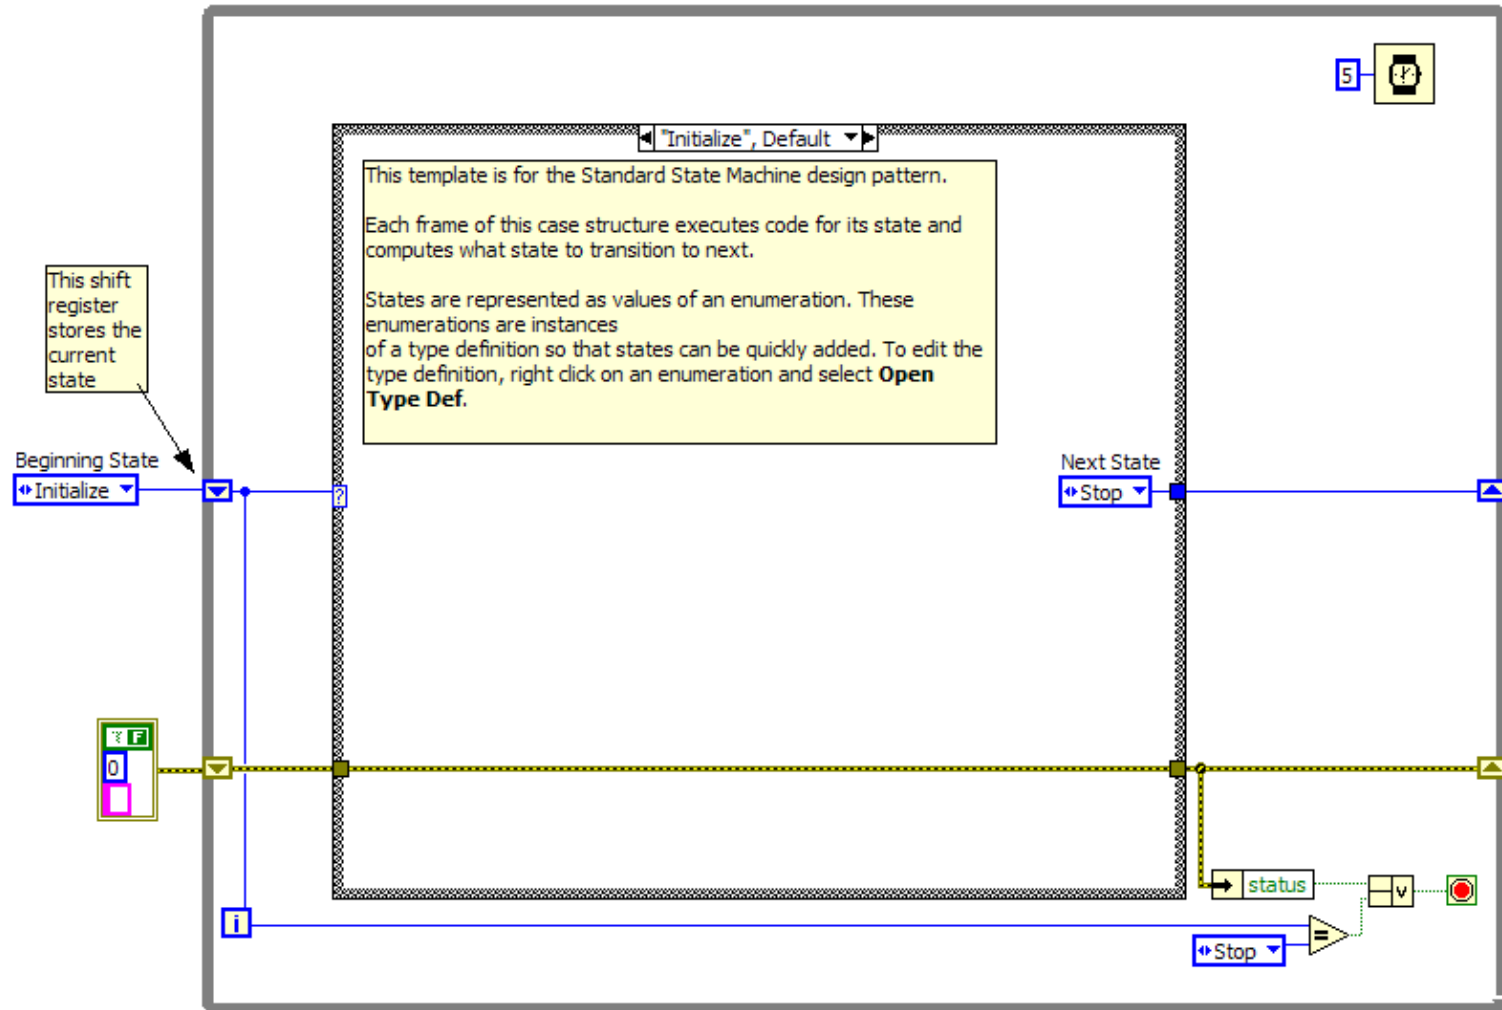 5
"Initialize", Default
This template is for the Standard State Machine design pattern.
Each frame of this case structure executes code for its state and
computes what state to transition to next.
States are represented as values of an enumeration. These
enumerations are instances
of a type definition so that states can be quickly added. To edit the
type definition, right click on an enumeration and select Open
Type Def.
This shift
register
stores the
current
state
Beginning State
Initialize
?
Next State
Stop
F
0
status
v
i
=
Stop